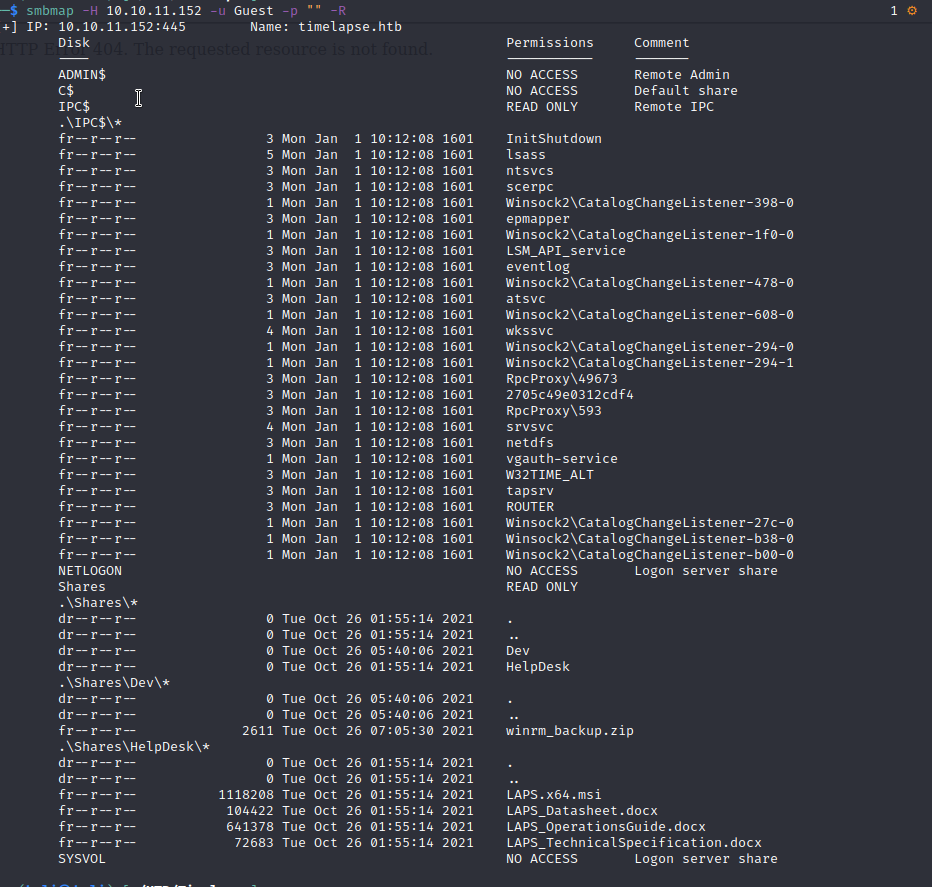 ─$ smbmap -H 10.10.11.152 -u Guest -p "" -R 1 ⚙
+] IP: 10.10.11.152:445 Name: timelapse.htb
Disk Permissions Comment
HTTP Error 404. The requested resource is not found.
---- ----------- -------
ADMIN$ NO ACCESS Remote Admin
C$ NO ACCESS Default share
IPC$ READ ONLY Remote IPC
.\IPC$\*
fr--r--r-- 3 Mon Jan 1 10:12:08 1601 InitShutdown
fr--r--r-- 5 Mon Jan 1 10:12:08 1601 lsass
fr--r--r-- 3 Mon Jan 1 10:12:08 1601 ntsvcs
fr--r--r-- 3 Mon Jan 1 10:12:08 1601 scerpc
fr--r--r-- 1 Mon Jan 1 10:12:08 1601 Winsock2\CatalogChangeListener-398-0
fr--r--r-- 3 Mon Jan 1 10:12:08 1601 epmapper
fr--r--r-- 1 Mon Jan 1 10:12:08 1601 Winsock2\CatalogChangeListener-1f0-0
fr--r--r-- 3 Mon Jan 1 10:12:08 1601 LSM_API_service
fr--r--r-- 3 Mon Jan 1 10:12:08 1601 eventlog
fr--r--r-- 1 Mon Jan 1 10:12:08 1601 Winsock2\CatalogChangeListener-478-0
fr--r--r-- 3 Mon Jan 1 10:12:08 1601 atsvc
fr--r--r-- 1 Mon Jan 1 10:12:08 1601 Winsock2\CatalogChangeListener-608-0
fr--r--r-- 4 Mon Jan 1 10:12:08 1601 wkssvc
fr--r--r-- 1 Mon Jan 1 10:12:08 1601 Winsock2\CatalogChangeListener-294-0
fr--r--r-- 1 Mon Jan 1 10:12:08 1601 Winsock2\CatalogChangeListener-294-1
fr--r--r-- 3 Mon Jan 1 10:12:08 1601 RpcProxy\49673
fr--r--r-- 3 Mon Jan 1 10:12:08 1601 2705c49e0312cdf4
fr--r--r-- 3 Mon Jan 1 10:12:08 1601 RpcProxy\593
fr--r--r-- 4 Mon Jan 1 10:12:08 1601 srvsvc
fr--r--r-- 3 Mon Jan 1 10:12:08 1601 netdfs
fr--r--r-- 1 Mon Jan 1 10:12:08 1601 vgauth-service
fr--r--r-- 3 Mon Jan 1 10:12:08 1601 W32TIME_ALT
fr--r--r-- 3 Mon Jan 1 10:12:08 1601 tapsrv
fr--r--r-- 3 Mon Jan 1 10:12:08 1601 ROUTER
fr--r--r-- 1 Mon Jan 1 10:12:08 1601 Winsock2\CatalogChangeListener-27c-0
fr--r--r-- 1 Mon Jan 1 10:12:08 1601 Winsock2\CatalogChangeListener-b38-0
fr--r--r-- 1 Mon Jan 1 10:12:08 1601 Winsock2\CatalogChangeListener-b00-0
NETLOGON NO ACCESS Logon server share
Shares READ ONLY
.\Shares\*
dr--r--r-- 0 Tue Oct 26 01:55:14 2021 .
dr--r--r-- 0 Tue Oct 26 01:55:14 2021 ..
dr--r--r-- 0 Tue Oct 26 05:40:06 2021 Dev
dr--r--r-- 0 Tue Oct 26 01:55:14 2021 HelpDesk
.\Shares\Dev\*
dr--r--r-- 0 Tue Oct 26 05:40:06 2021 .
dr--r--r-- 0 Tue Oct 26 05:40:06 2021 ..
fr--r--r-- 2611 Tue Oct 26 07:05:30 2021 winrm_backup.zip
.\Shares\HelpDesk\*
dr--r--r-- 0 Tue Oct 26 01:55:14 2021 .
dr--r--r-- 0 Tue Oct 26 01:55:14 2021 ..
fr--r--r-- 1118208 Tue Oct 26 01:55:14 2021 LAPS.x64.msi
fr--r--r-- 104422 Tue Oct 26 01:55:14 2021 LAPS_Datasheet.docx
fr--r--r-- 641378 Tue Oct 26 01:55:14 2021 LAPS_OperationsGuide.docx
fr--r--r-- 72683 Tue Oct 26 01:55:14 2021 LAPS_TechnicalSpecification.docx
SYSVOL NO ACCESS Logon server share